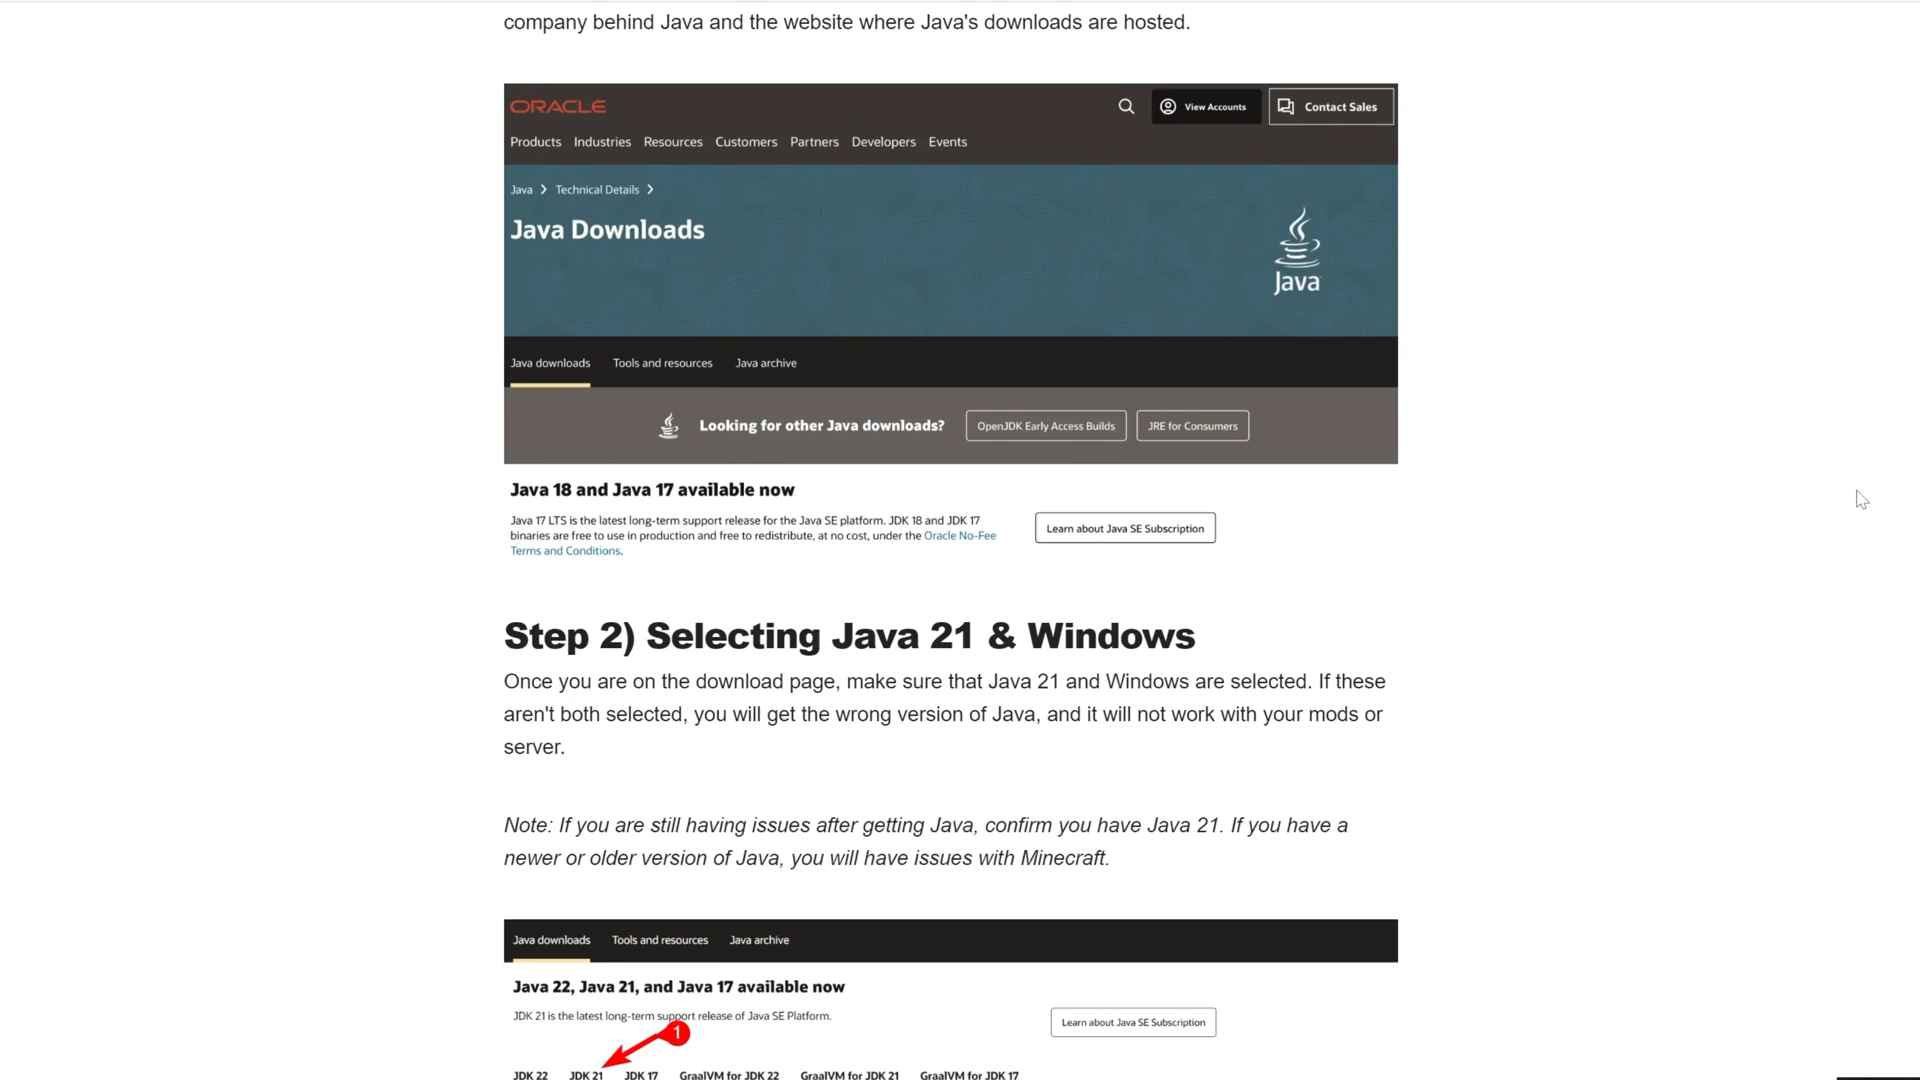 company behind Java and the website where Java's downloads are hosted.
ORACLE
View Accounts
Contact Sales
Products Industries Resources Customers Partners Developers Events
Java Technical Details
Java Downloads
Java
Java downloads Tools and resources Java archive
Looking for other Java downloads? OpenJDK Early Access Builds JRE for Consumers
Java 18 and Java 17 available now
Java 17 LTS is the latest long-term support release for the Java SE platform. JDK 18 and JDK 17
binaries are free to use in production and free to redistribute, at no cost, under the Oracle No-Fee
Terms and Conditions.
Learn about Java SE Subscription
Step 2) Selecting Java 21 & Windows
Once you are on the download page, make sure that Java 21 and Windows are selected. If these
aren't both selected, you will get the wrong version of Java, and it will not work with your mods or
server.
Note: If you are still having issues after getting Java, confirm you have Java 21. If you have a
newer or older version of Java, you will have issues with Minecraft.
Java downloads Tools and resources Java archive
Java 22, Java 21, and Java 17 available now
JDK 21 is the latest long-term support release of Java SE Platform.
Learn about Java SE Subscription
1
JDK 22 JDK 21 JDK 17 GraalVM for JDK 22 GraalVM for JDK 21 GraalVM for JDK 17